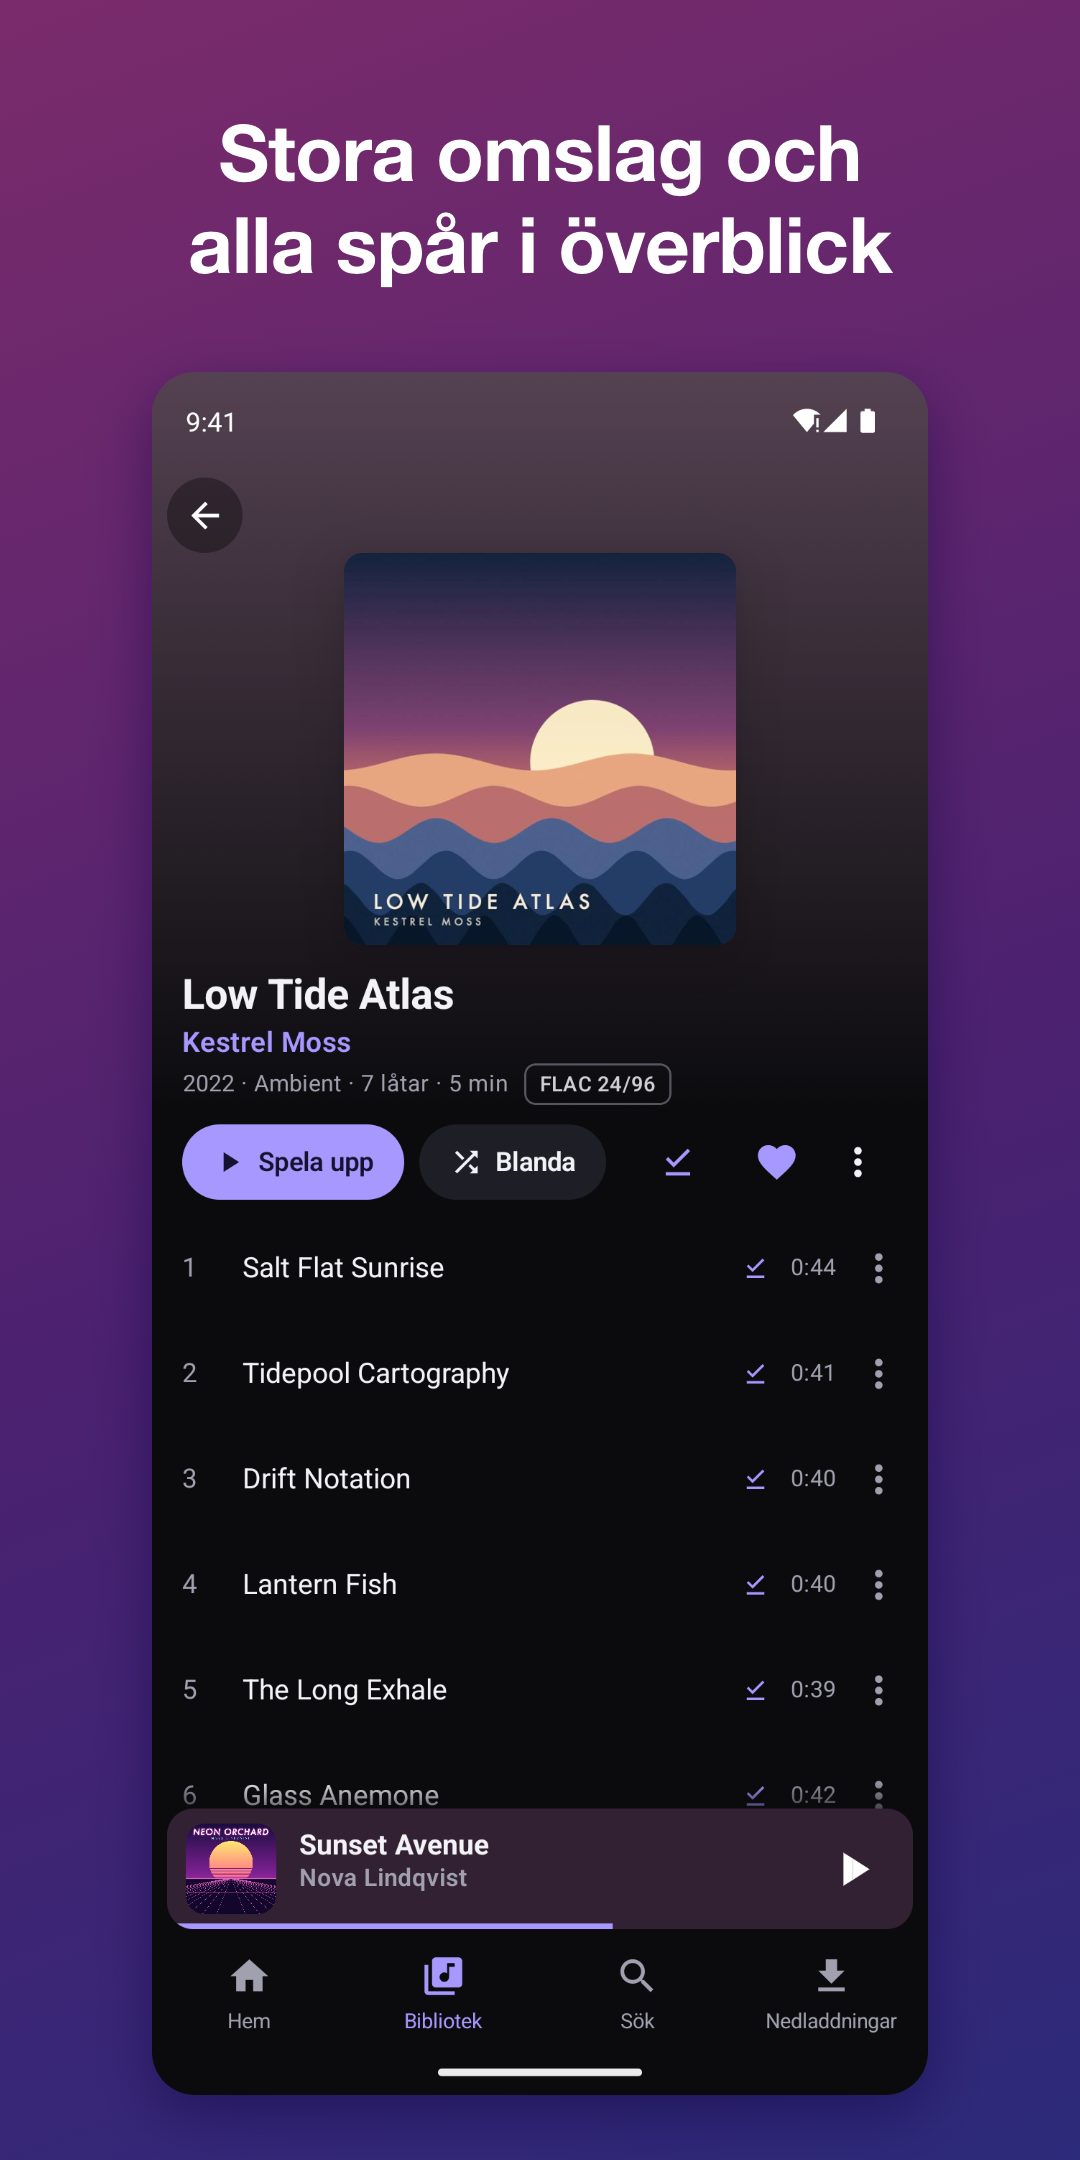 Stora omslag och
alla spår i överblick
9:41
LOW TIDE ATLAS
KESTREL MOSS
Low Tide Atlas
Kestrel Moss
2022 · Ambient · 7 låtar · 5 min FLAC 24/96
Spela upp Blanda
1 Salt Flat Sunrise 0:44
2 Tidepool Cartography 0:41
3 Drift Notation 0:40
4 Lantern Fish 0:40
5 The Long Exhale 0:39
6 Glass Anemone 0:42
NEON ORCHARD
Sunset Avenue
Nova Lindqvist
Hem Bibliotek Sök Nedladdningar